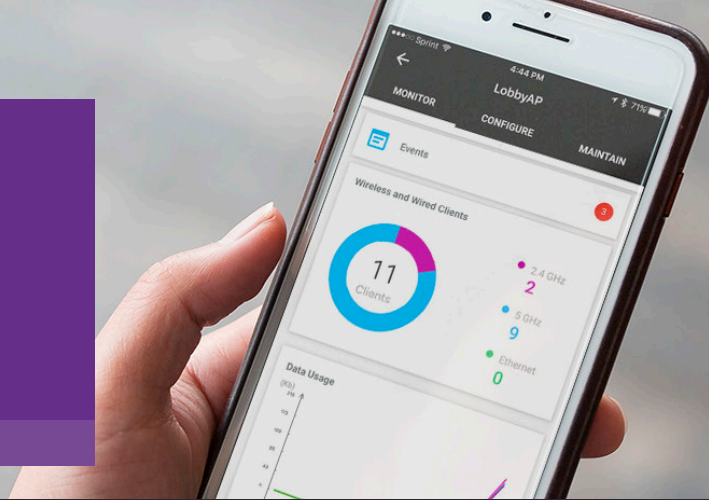 Sprint
4:44 PM
71%
LobbyAP
MONITOR
CONFIGURE
MAINTAIN
Events
3
Wireless and Wired Clients
11
Clients
2.4 GHz
2
5 GHz
9
Ethernet
0
Data Usage
(Kb)